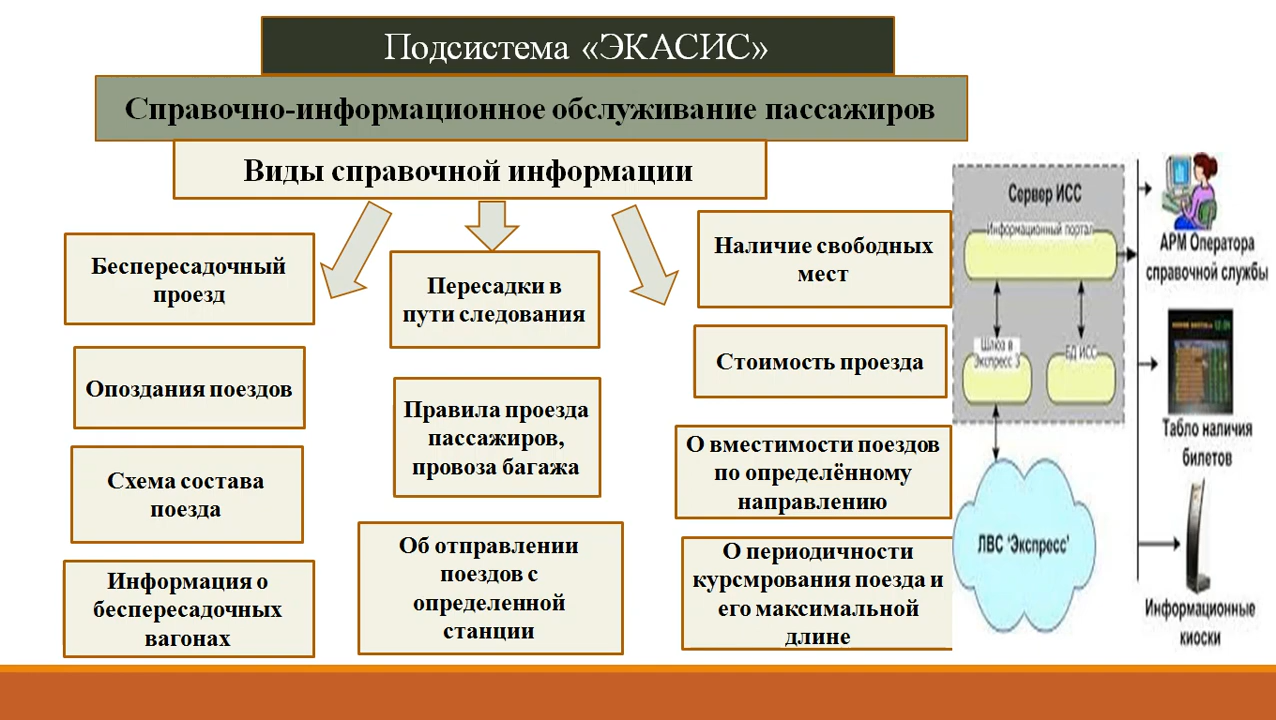 Подсистема «ЭКАСИС»
Справочно-информационное обслуживание пассажиров
Виды справочной информации
Беспересадочный
проезд
Опоздания поездов
Схема состава
поезда
Информация о
беспересадочных
вагонах
Пересадки в
пути следования
Правила проезда
пассажиров,
провоза багажа
Об отправлении
поездов с
определенной
станции
Наличие свободных
мест
Стоимость проезда
О вместимости поездов
по определённому
направлению
О периодичности
курсмрования поезда и
его максимальной
длине
Сервер ИСС
Информационный портал
Шлюз в
Экспресс 3
БД ИСС
ЛВС 'Экспресс'
АРМ Оператора
справочной службы
Табло наличия
билетов
Информационные
киоски